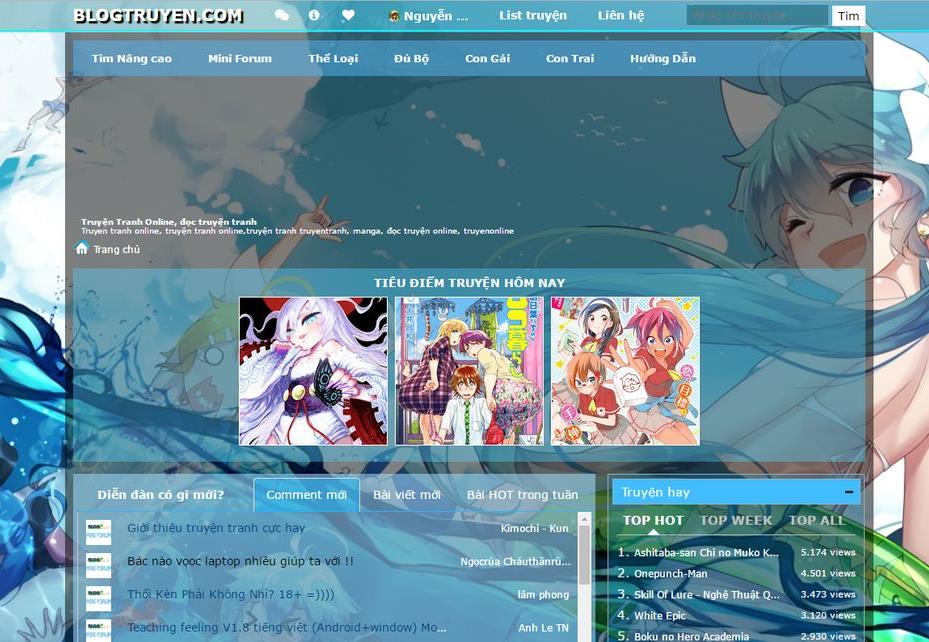 BLOGTRUYEN.COM
Nguyễn ...
List truyện
Liên hệ
Nhập tên truyện
Tìm
Tìm Nâng cao
Mini Forum
Thể Loại
Đủ Bộ
Con Gái
Con Trai
Hướng Dẫn
Truyện Tranh Online, đọc truyện tranh
Truyen tranh online, truyện tranh online,truyện tranh truyentranh, manga, đọc truyện online, truyenonline
Trang chủ
TIÊU ĐIỂM TRUYỆN HÔM NAY
Diễn đàn có gì mới?
Comment mới
Bài viết mới
Bài HOT trong tuần
Giới thiệu truyện tranh cực hay
Kimochi - Kun
Bác nào vọoc laptop nhiều giúp ta với !!
Ngọcrùa Cháuthầnrù...
Thổi Kèn Phải Không Nhỉ? 18+ =))))
lâm phong
Teaching feeling V1.8 tiếng việt (Android+window) Mo...
Anh Le TN
Truyện hay
TOP HOT
TOP WEEK
TOP ALL
1. Ashitaba-san Chi no Muko K...
5.174 views
2. Onepunch-Man
4.501 views
3. Skill Of Lure - Nghệ Thuật Q...
3.473 views
4. White Epic
3.120 views
5. Boku no Hero Academia
2.930 views